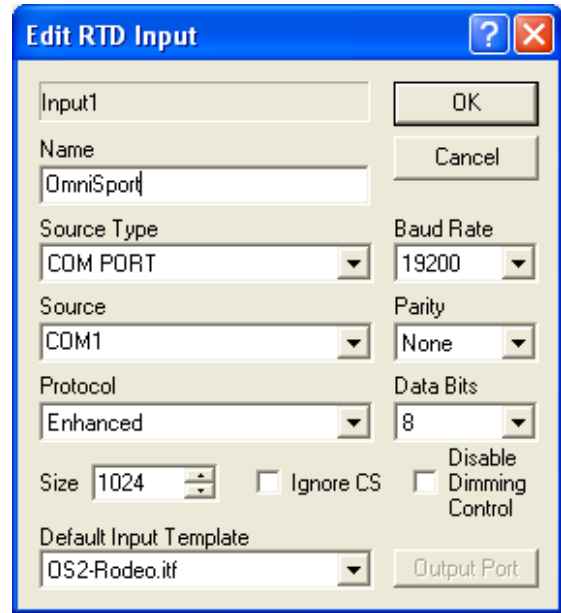 Edit RTD Input
?
X
Input1
OK
Name
Cancel
OmniSport
Source Type
Baud Rate
COM PORT
19200
Source
Parity
COM1
None
Protocol
Data Bits
Enhanced
8
Size 1024
Ignore CS
Disable
Dimming
Control
Default Input Template
OS2-Rodeo.itf
Output Port